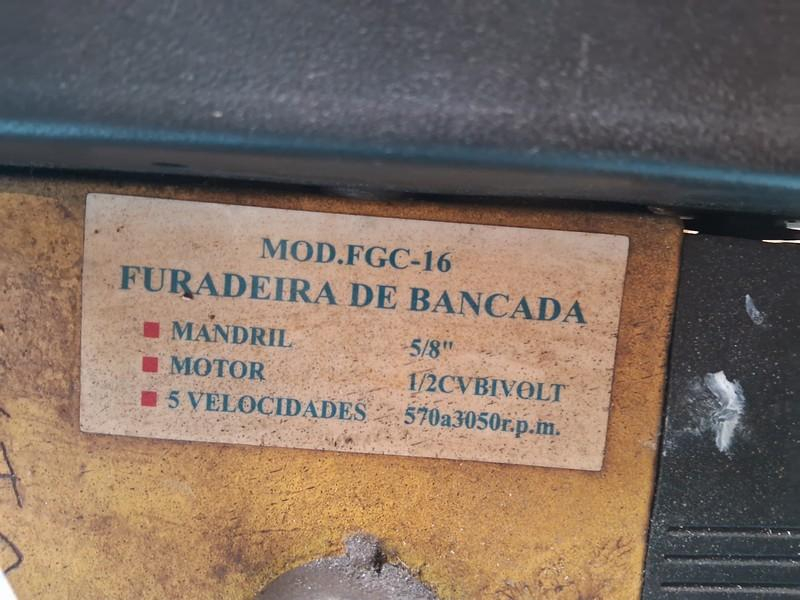 MOD.FGC-16
FURADEIRA DE BANCADA
MANDRIL 5/8"
MOTOR 1/2CVBIVOLT
5 VELOCIDADES 570a3050r.p.m.